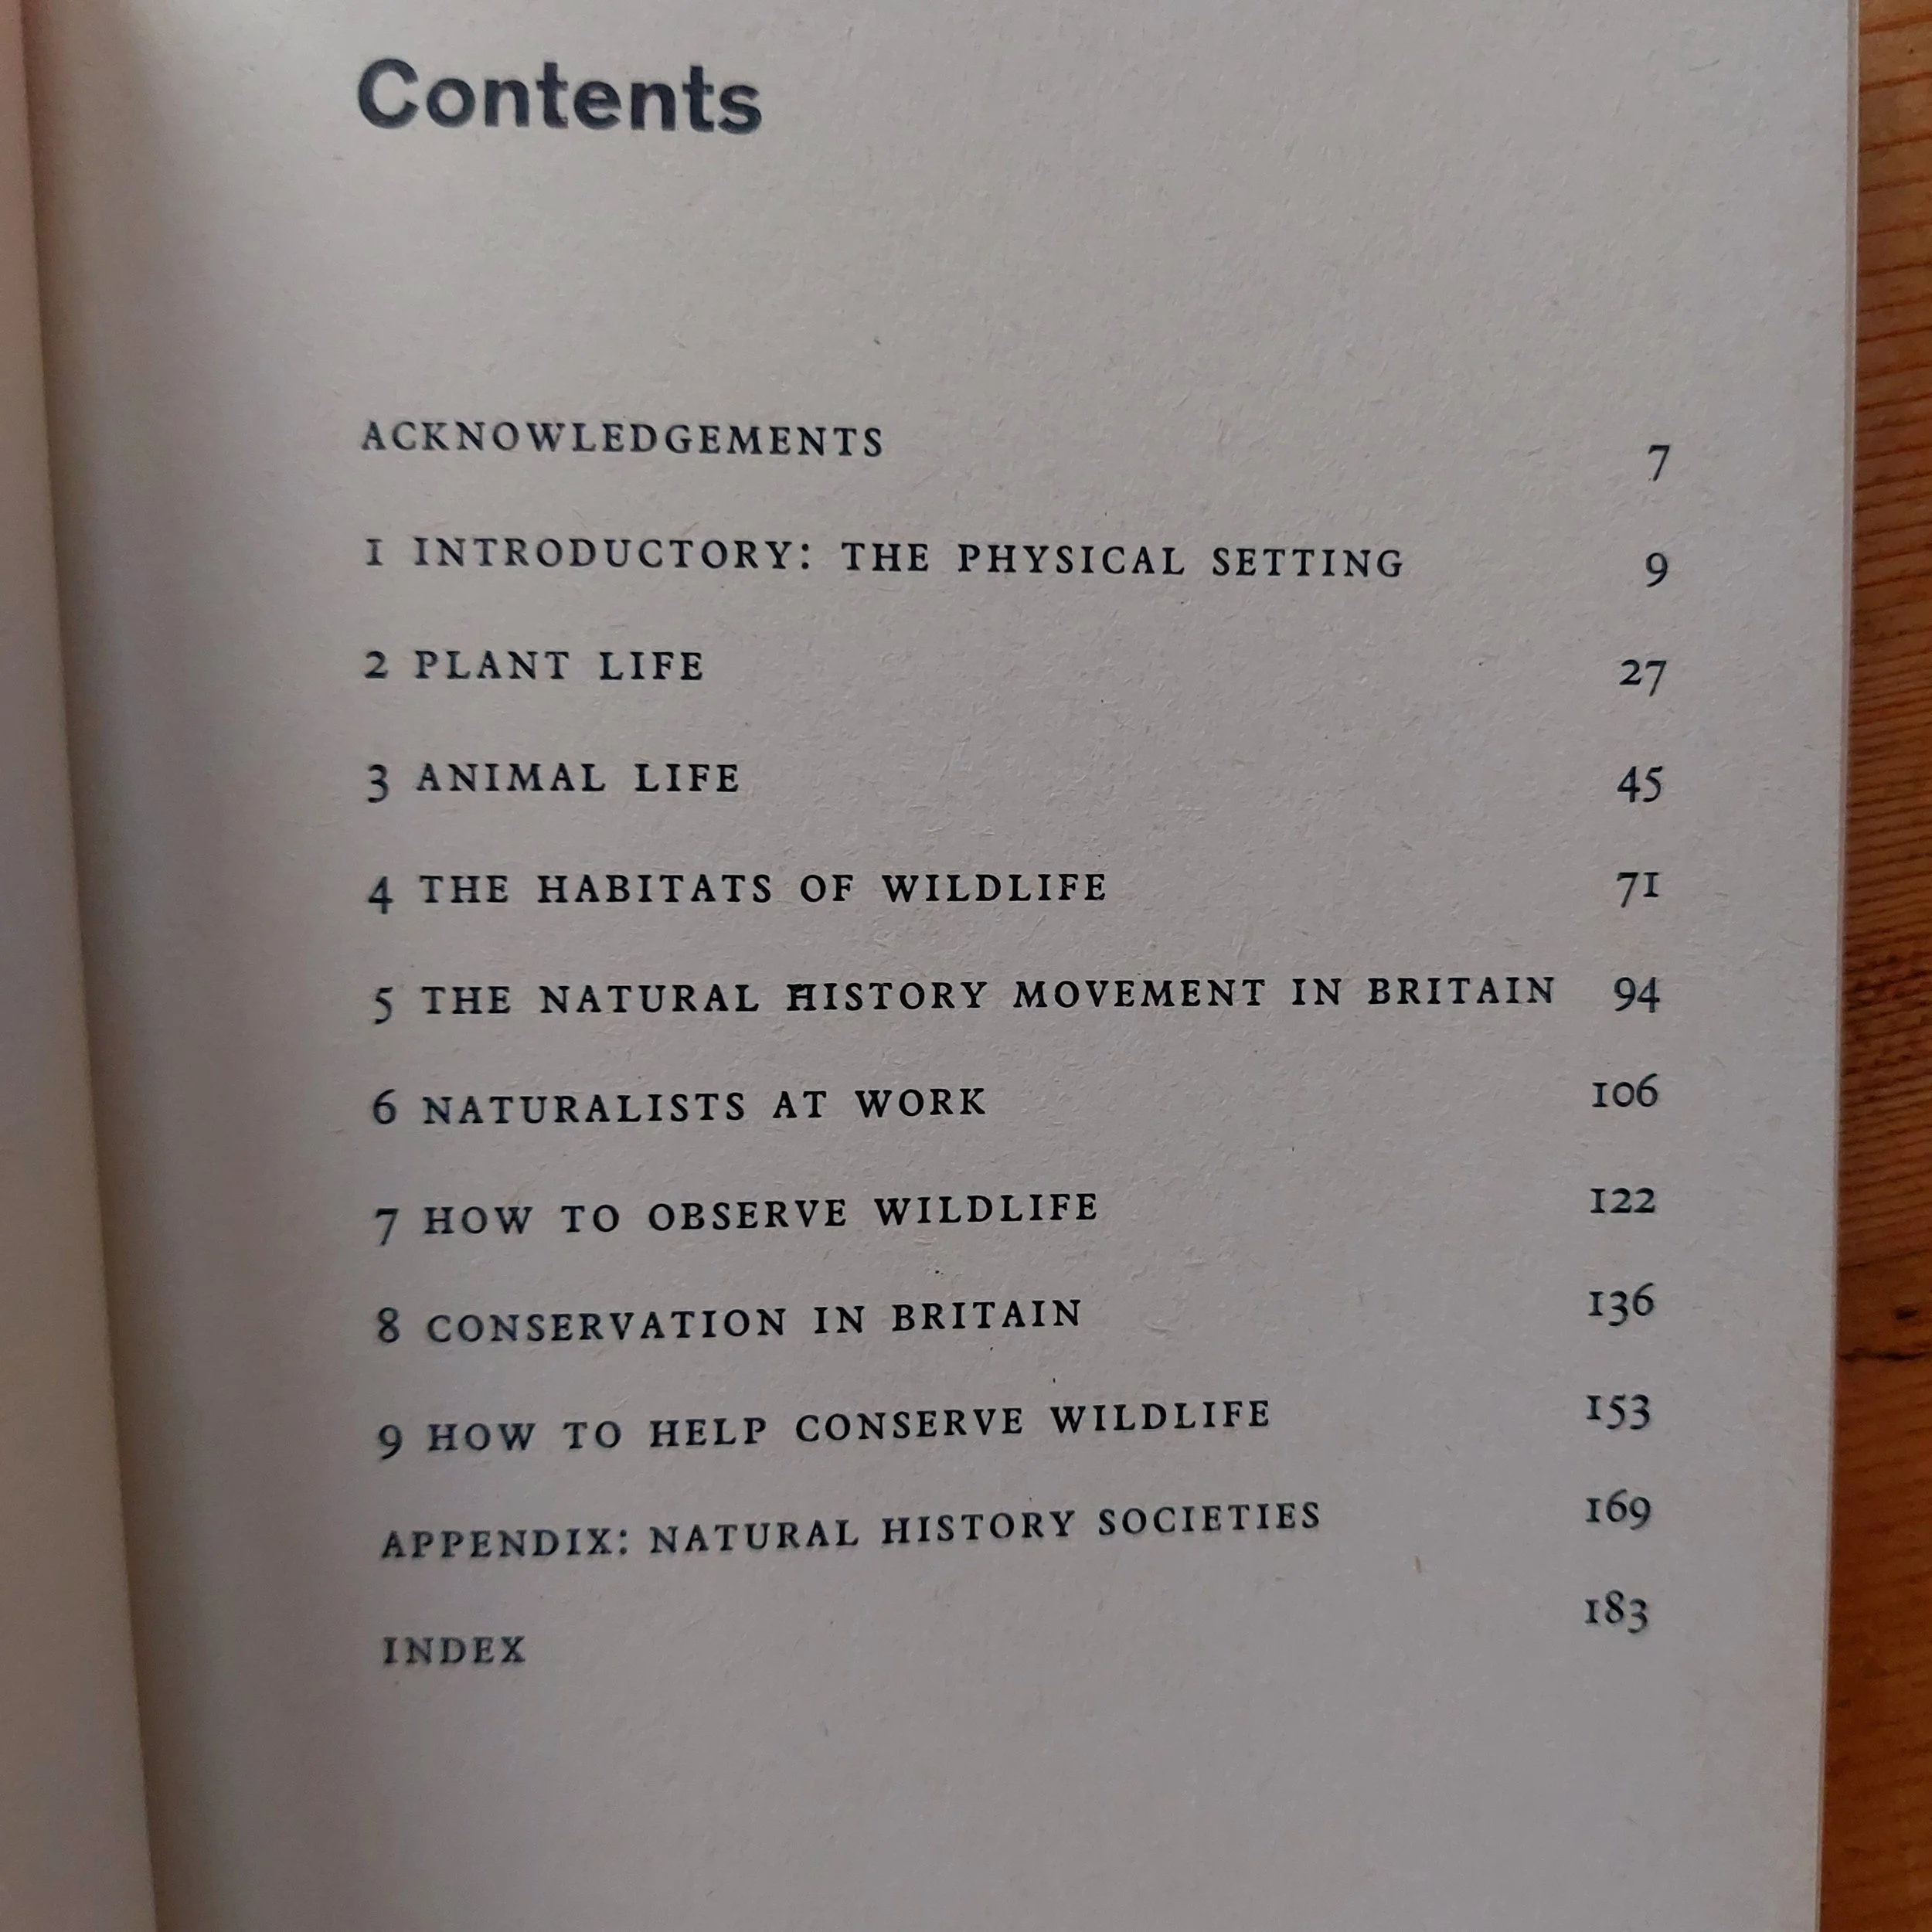 Contents
ACKNOWLEDGEMENTS 7
1 INTRODUCTORY: THE PHYSICAL SETTING 9
2 PLANT LIFE 27
3 ANIMAL LIFE 45
4 THE HABITATS OF WILDLIFE 71
5 THE NATURAL HISTORY MOVEMENT IN BRITAIN 94
6 NATURALISTS AT WORK 106
7 HOW TO OBSERVE WILDLIFE 122
8 CONSERVATION IN BRITAIN 136
9 HOW TO HELP CONSERVE WILDLIFE 153
APPENDIX: NATURAL HISTORY SOCIETIES 169
INDEX 183